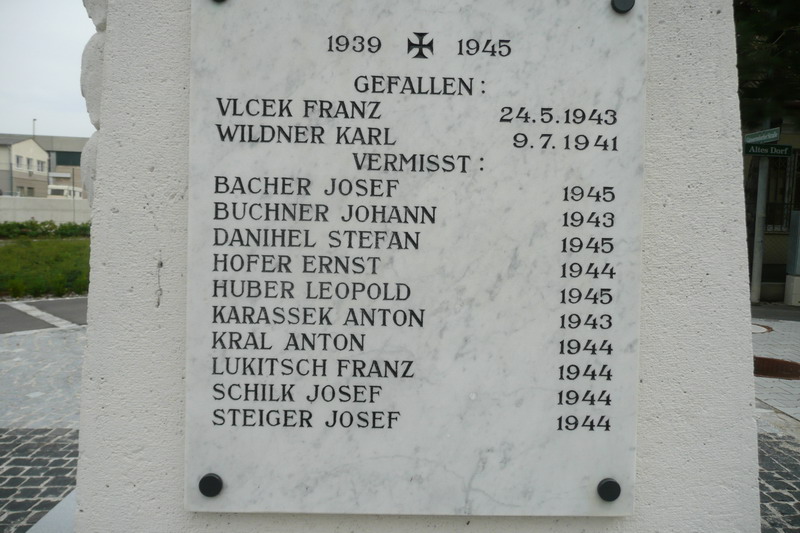 1939 ✠ 1945
GEFALLEN:
VLCEK FRANZ 24.5.1943
WILDNER KARL 9.7.1941
VERMISST:
BACHER JOSEF 1945
BUCHNER JOHANN 1943
DANIHEL STEFAN 1945
HOFER ERNST 1944
HUBER LEOPOLD 1945
KARASSEK ANTON 1943
KRAL ANTON 1944
LUKITSCH FRANZ 1944
SCHILK JOSEF 1944
STEIGER JOSEF 1944
Altes Dorf